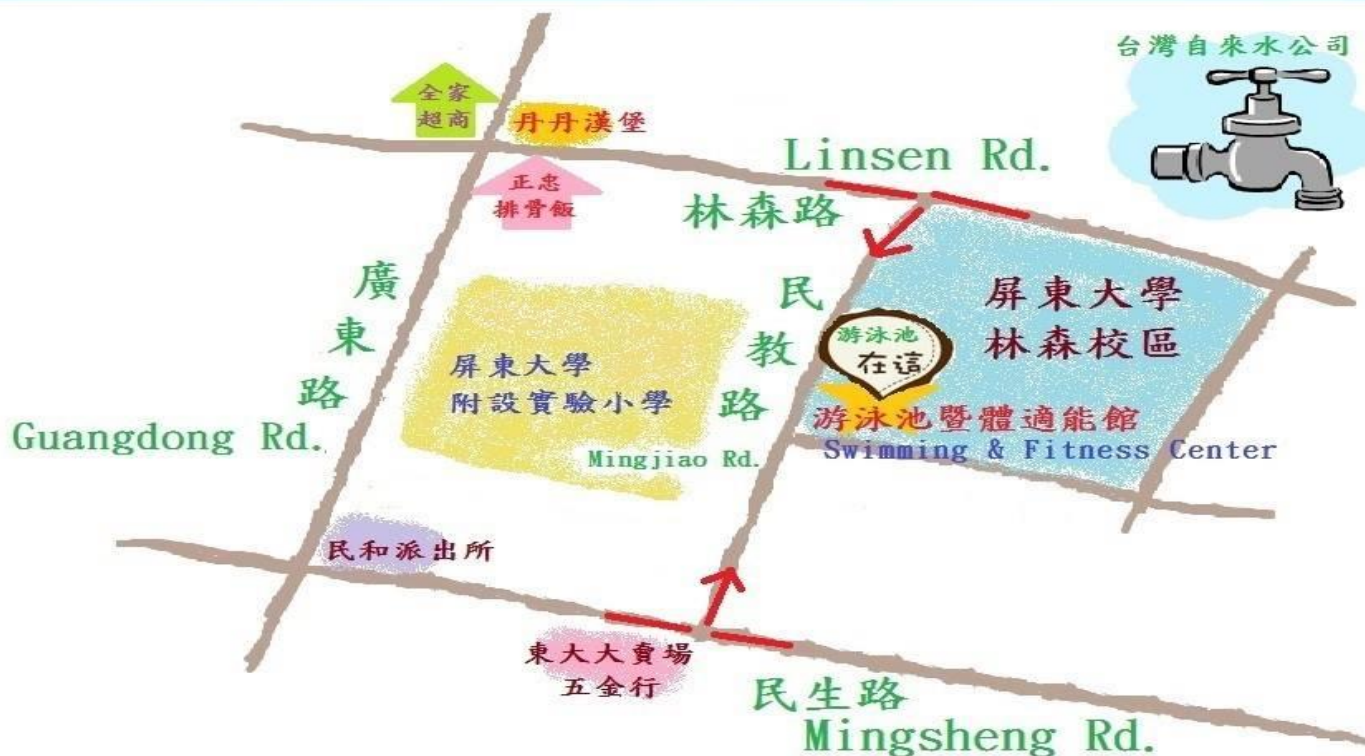 台灣自來水公司
全家
超商
丹丹漢堡
Linsen Rd.
林森路
正忠
排骨飯
廣東路
Guangdong Rd.
屏東大學
附設實驗小學
民教路
Mingjiao Rd.
游泳池
在這
屏東大學
林森校區
游泳池暨體適能館
Swimming & Fitness Center
民和派出所
東大大賣場
五金行
民生路
Mingsheng Rd.